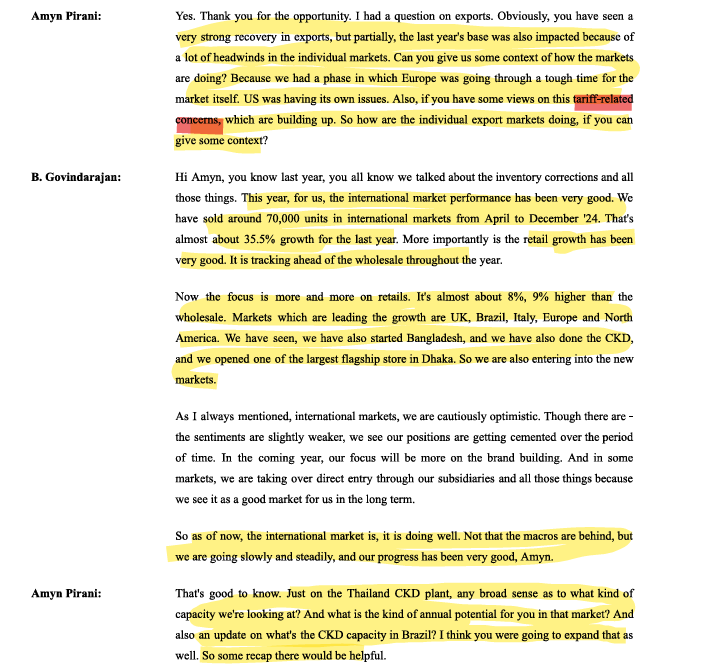 Amyn Pirani: Yes. Thank you for the opportunity. I had a question on exports. Obviously, you have seen a
very strong recovery in exports, but partially, the last year's base was also impacted because of
a lot of headwinds in the individual markets. Can you give us some context of how the markets
are doing? Because we had a phase in which Europe was going through a tough time for the
market itself. US was having its own issues. Also, if you have some views on this tariff-related
concerns, which are building up. So how are the individual export markets doing, if you can
give some context?
B. Govindarajan: Hi Amyn, you know last year, you all know we talked about the inventory corrections and all
those things. This year, for us, the international market performance has been very good. We
have sold around 70,000 units in international markets from April to December '24. That's
almost about 35.5% growth for the last year. More importantly is the retail growth has been
very good. It is tracking ahead of the wholesale throughout the year.
Now the focus is more and more on retails. It's almost about 8%, 9% higher than the
wholesale. Markets which are leading the growth are UK, Brazil, Italy, Europe and North
America. We have seen, we have also started Bangladesh, and we have also done the CKD,
and we opened one of the largest flagship store in Dhaka. So we are also entering into the new
markets.
As I always mentioned, international markets, we are cautiously optimistic. Though there are -
the sentiments are slightly weaker, we see our positions are getting cemented over the period
of time. In the coming year, our focus will be more on the brand building. And in some
markets, we are taking over direct entry through our subsidiaries and all those things because
we see it as a good market for us in the long term.
So as of now, the international market is, it is doing well. Not that the macros are behind, but
we are going slowly and steadily, and our progress has been very good, Amyn.
Amyn Pirani: That's good to know. Just on the Thailand CKD plant, any broad sense as to what kind of
capacity we're looking at? And what is the kind of annual potential for you in that market? And
also an update on what's the CKD capacity in Brazil? I think you were going to expand that as
well. So some recap there would be helpful.